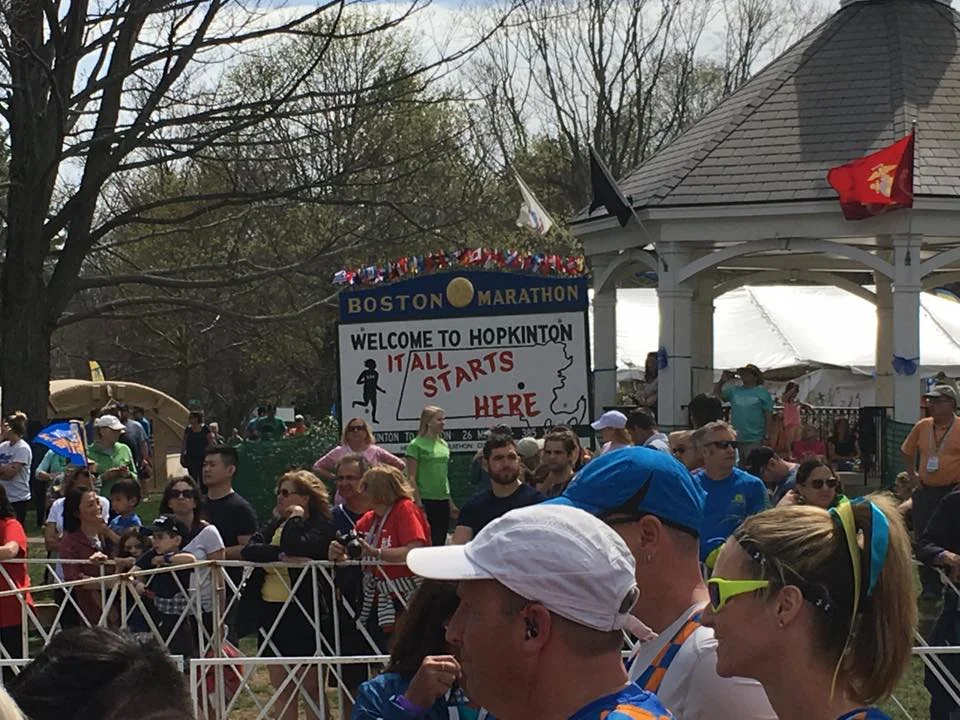 BOSTON MARATHON
WELCOME TO HOPKINTON
IT ALL
STARTS
HERE